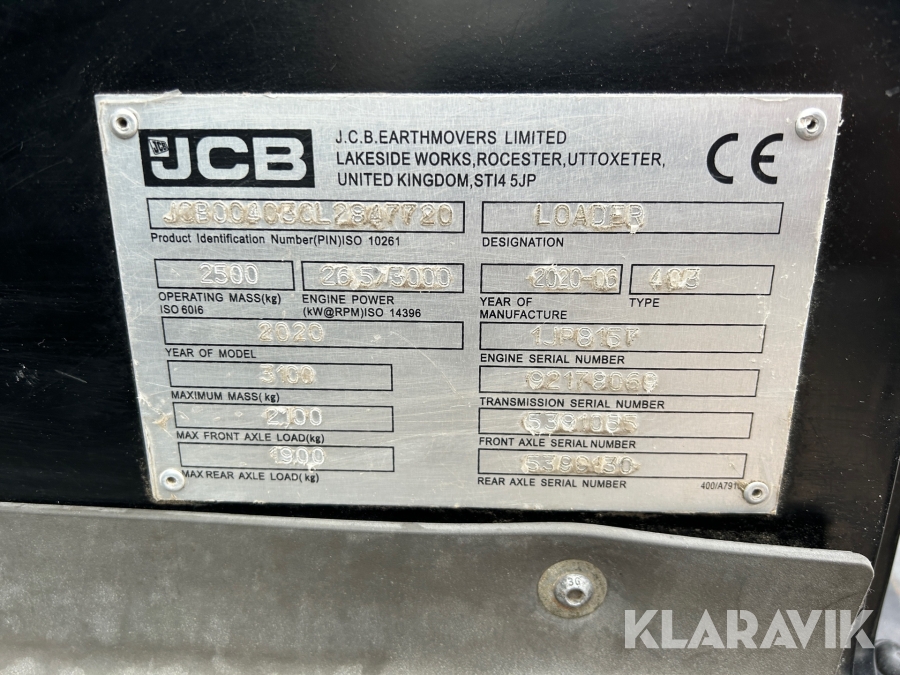 JCB
J.C.B.EARTHMOVERS LIMITED
LAKESIDE WORKS,ROCESTER,UTTOXETER,
UNITED KINGDOM,ST14 5JP
CE
JCB00403CL2847720
LOADER
Product Identification Number(PIN)ISO 10261
DESIGNATION
2500
26.5/3000
2020-06
403
OPERATING MASS(kg)
ISO 6016
ENGINE POWER
(kW@RPM)ISO 14396
YEAR OF
MANUFACTURE
TYPE
2020
YEAR OF MODEL
ENGINE SERIAL NUMBER
3100
MAXIMUM MASS(kg)
TRANSMISSION SERIAL NUMBER
2100
MAX FRONT AXLE LOAD(kg)
FRONT AXLE SERIAL NUMBER
1900
MAX REAR AXLE LOAD(kg)
REAR AXLE SERIAL NUMBER
KLARAVIK